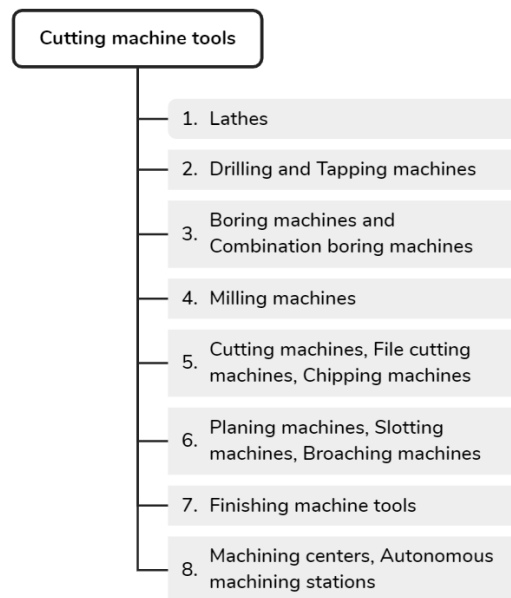 Cutting machine tools
1. Lathes
2. Drilling and Tapping machines
3. Boring machines and
Combination boring machines
4. Milling machines
5. Cutting machines, File cutting
machines, Chipping machines
6. Planing machines, Slotting
machines, Broaching machines
7. Finishing machine tools
8. Machining centers, Autonomous
machining stations